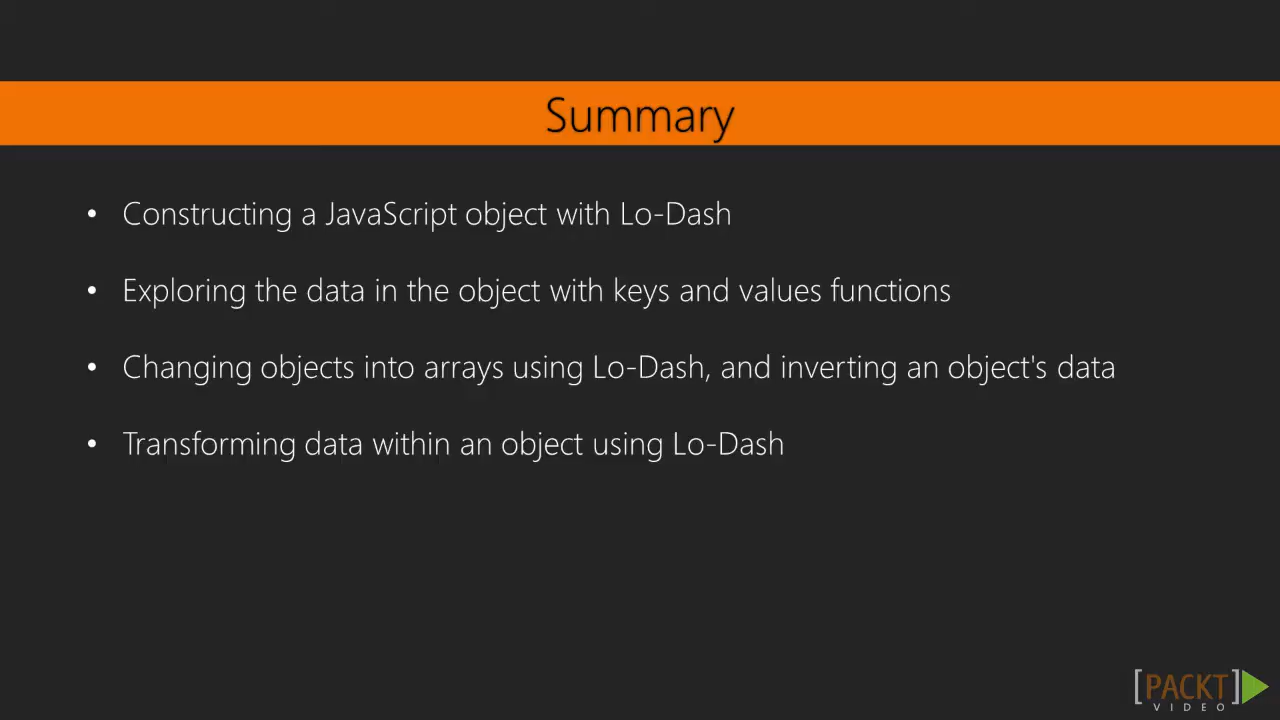 Summary
• Constructing a JavaScript object with Lo-Dash
• Exploring the data in the object with keys and values functions
• Changing objects into arrays using Lo-Dash, and inverting an object's data
• Transforming data within an object using Lo-Dash
[PACKT]
VIDEO